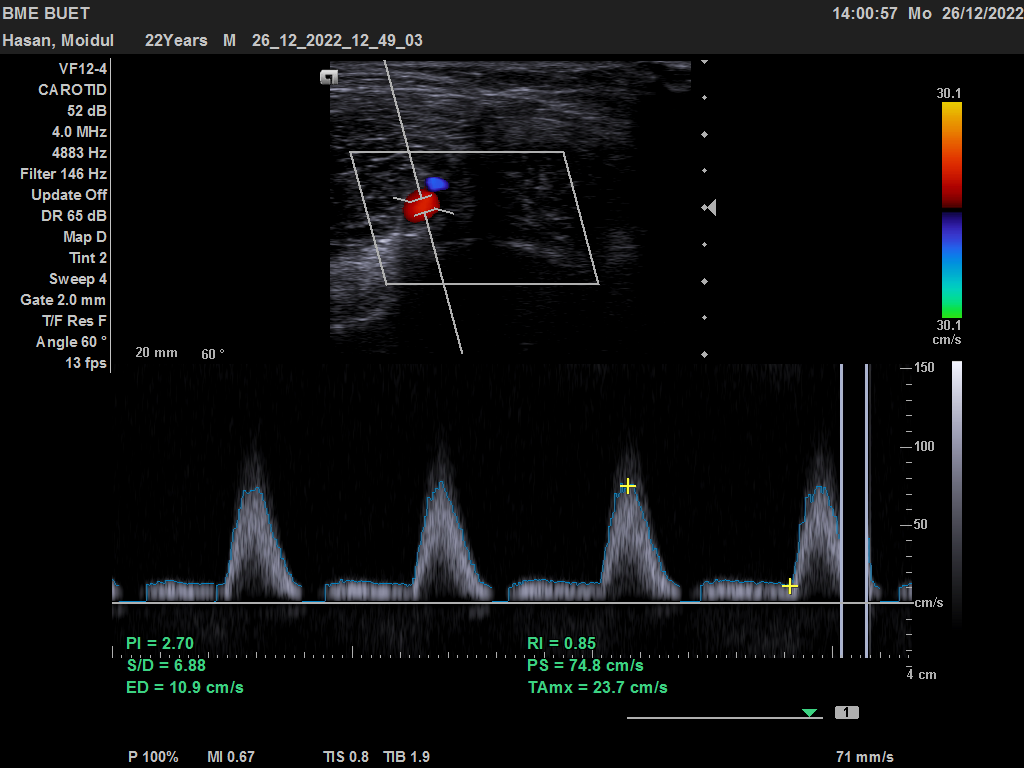 BME BUET
14:00:57 Mo 26/12/2022
Hasan, Moidul 22Years M 26_12_2022_12_49_03
VF12-4
CAROTID
52 dB
4.0 MHz
4883 Hz
Filter 146 Hz
Update Off
DR 65 dB
Map D
Tint 2
Sweep 4
Gate 2.0 mm
T/F Res F
Angle 60 °
13 fps
20 mm 60 °
30.1
30.1
cm/s
150
100
50
cm/s
4 cm
PI = 2.70
S/D = 6.88
ED = 10.9 cm/s
RI = 0.85
PS = 74.8 cm/s
TAmx = 23.7 cm/s
1
P 100% MI 0.67 TIS 0.8 TIB 1.9
71 mm/s